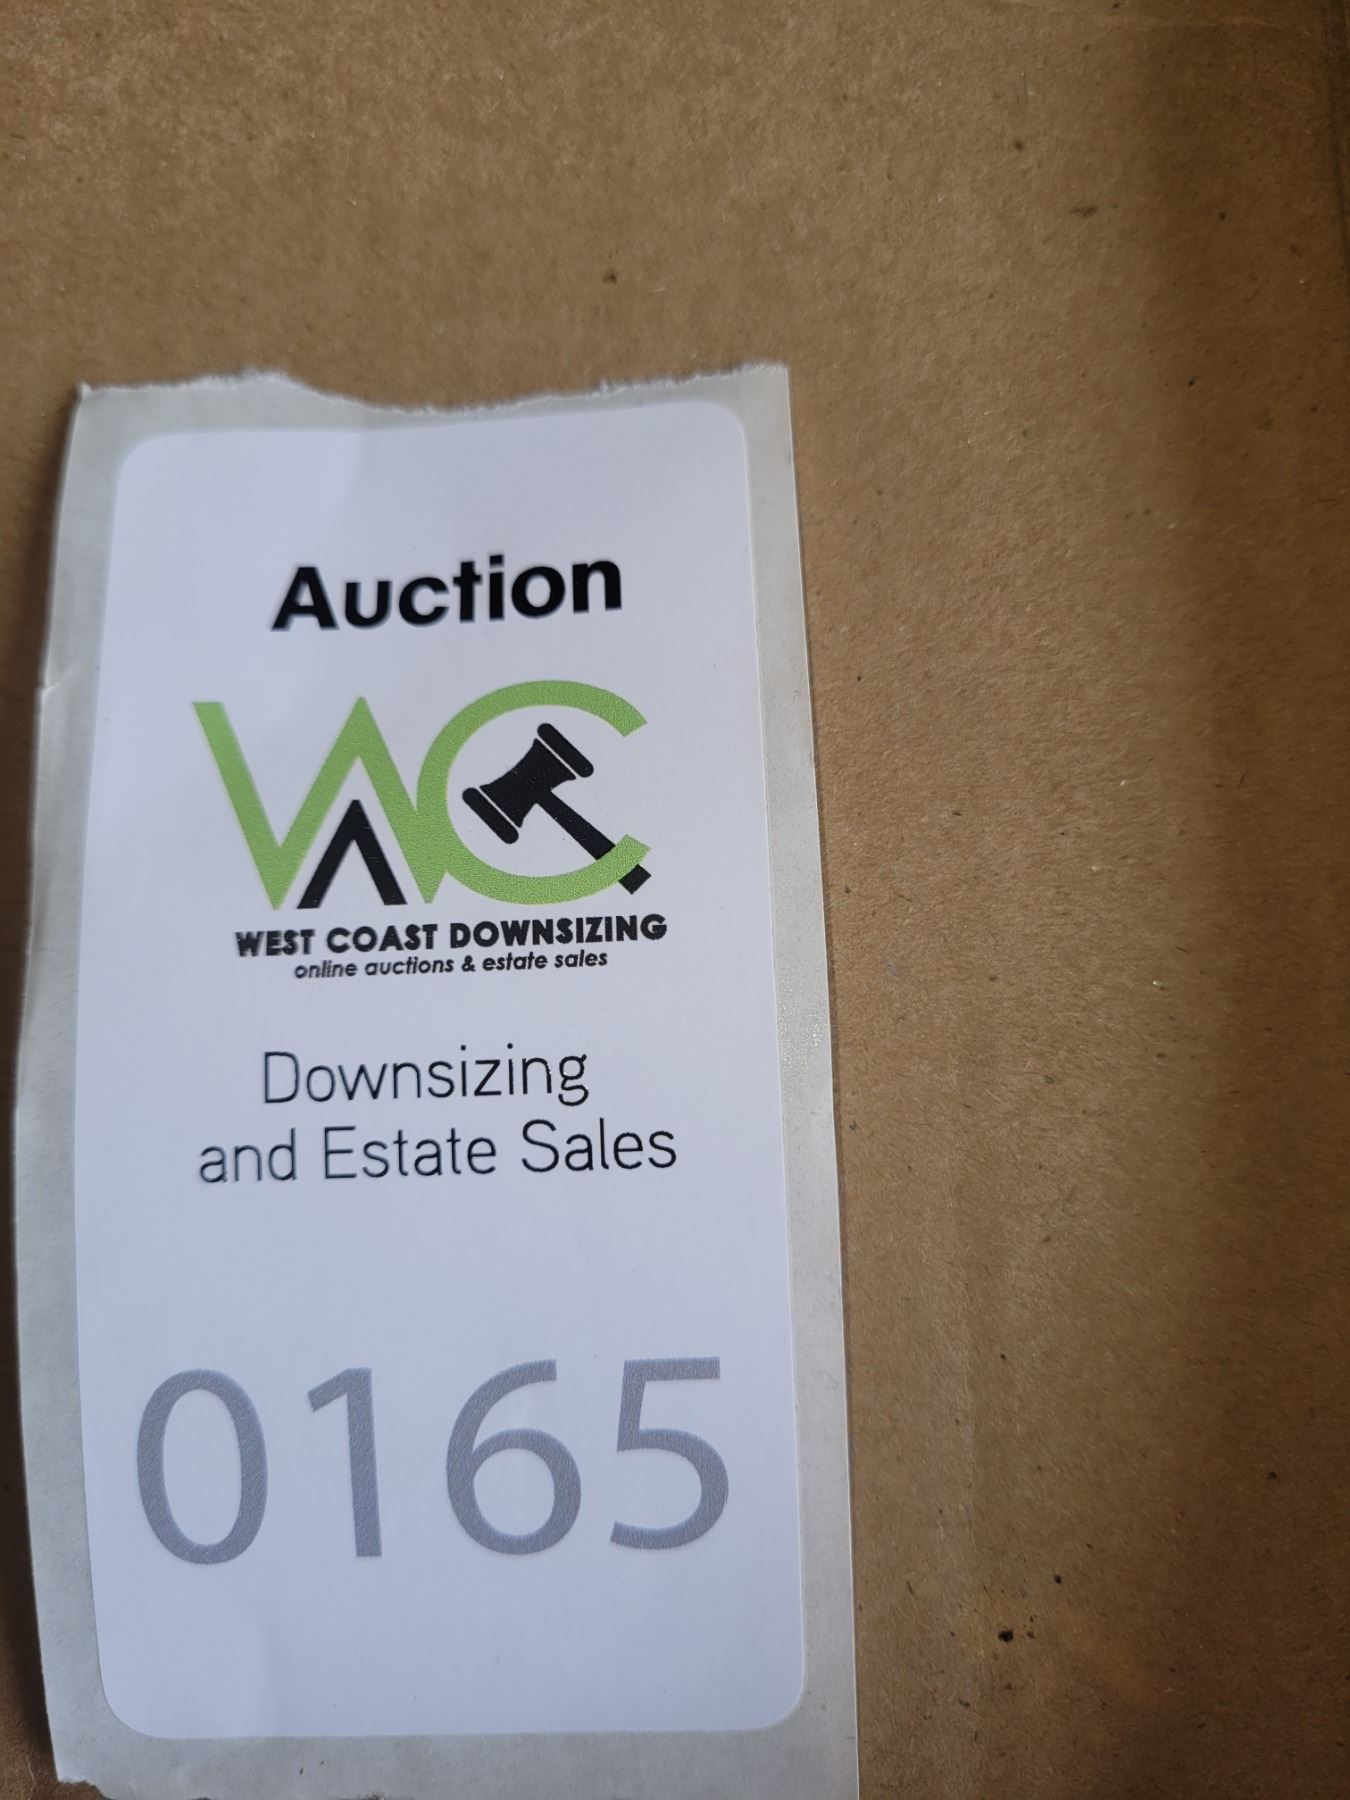 Auction
WC
WEST COAST DOWNSIZING
online auctions & estate sales
Downsizing
and Estate Sales
0165